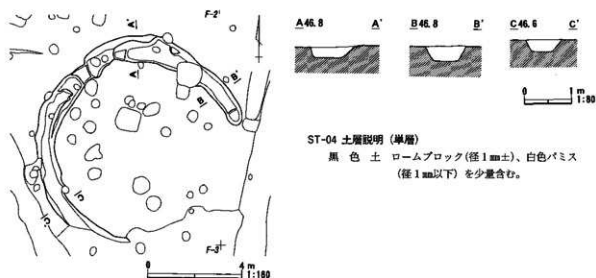 F-2'
A'
A
B'
B
C
C'
F-3
0 4 m
1:160
A 46.8 A'
B 46.8 B'
C 46.6 C'
0 1 m
1:80
ST-04 土層説明 (単層)
黒 色 土 ロームブロック(径1㎜±)、白色パミス
(径1㎜以下) を少量含む。